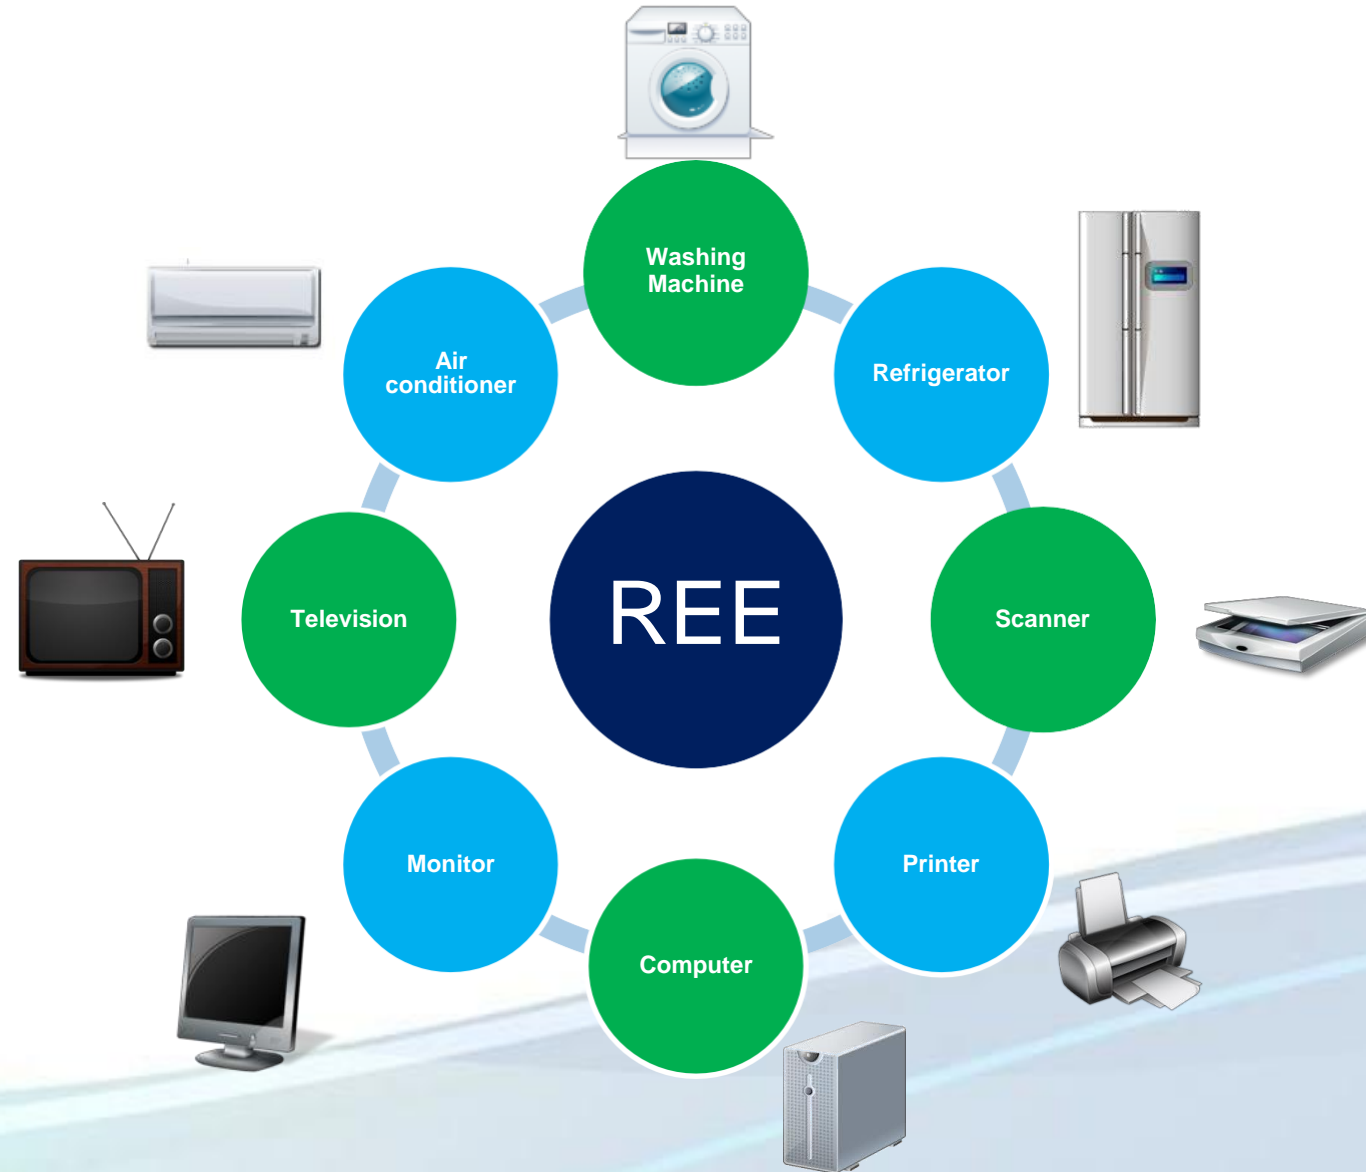 Washing
Machine
Air
conditioner
Refrigerator
REE
Television
Scanner
Monitor
Printer
Computer